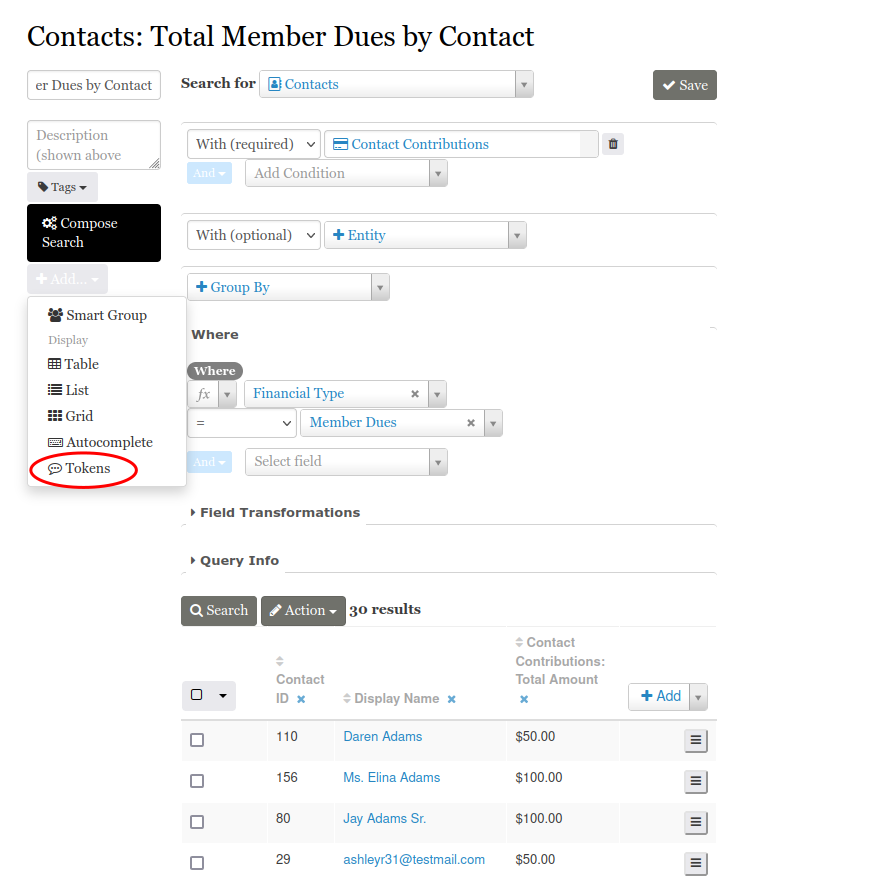 Contacts: Total Member Dues by Contact
er Dues by Contact
Search for Contacts
Save
Description
(shown above
Tags
Compose
Search
Add...
Smart Group
Display
Table
List
Grid
Autocomplete
Tokens
With (required) Contact Contributions
And Add Condition
With (optional) Entity
Group By
Where
Where
fx Financial Type
= Member Dues
And Select field
Field Transformations
Query Info
Search Action 30 results
Contact
ID
Display Name
Contact
Contributions:
Total Amount
Add
110 Daren Adams $50.00
156 Ms. Elina Adams $100.00
80 Jay Adams Sr. $100.00
29 ashleyr31@testmail.com $50.00